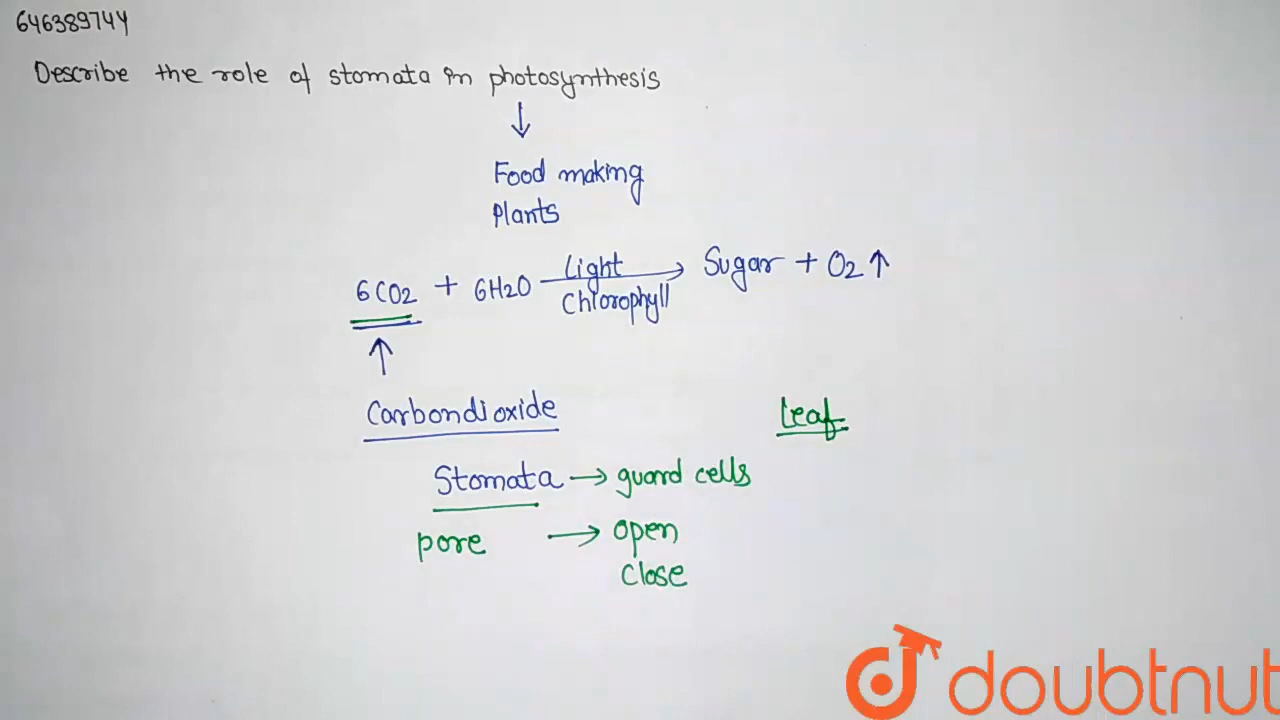 646389744
Describe the role of stomata in photosynthesis
↓
Food making
Plants
6CO2 + 6H2O Light Chlorophyll → Sugar + O2 ↑
↑
Carbondioxide
Leaf
Stomata → guard cells
pore → open
close
doubtnut